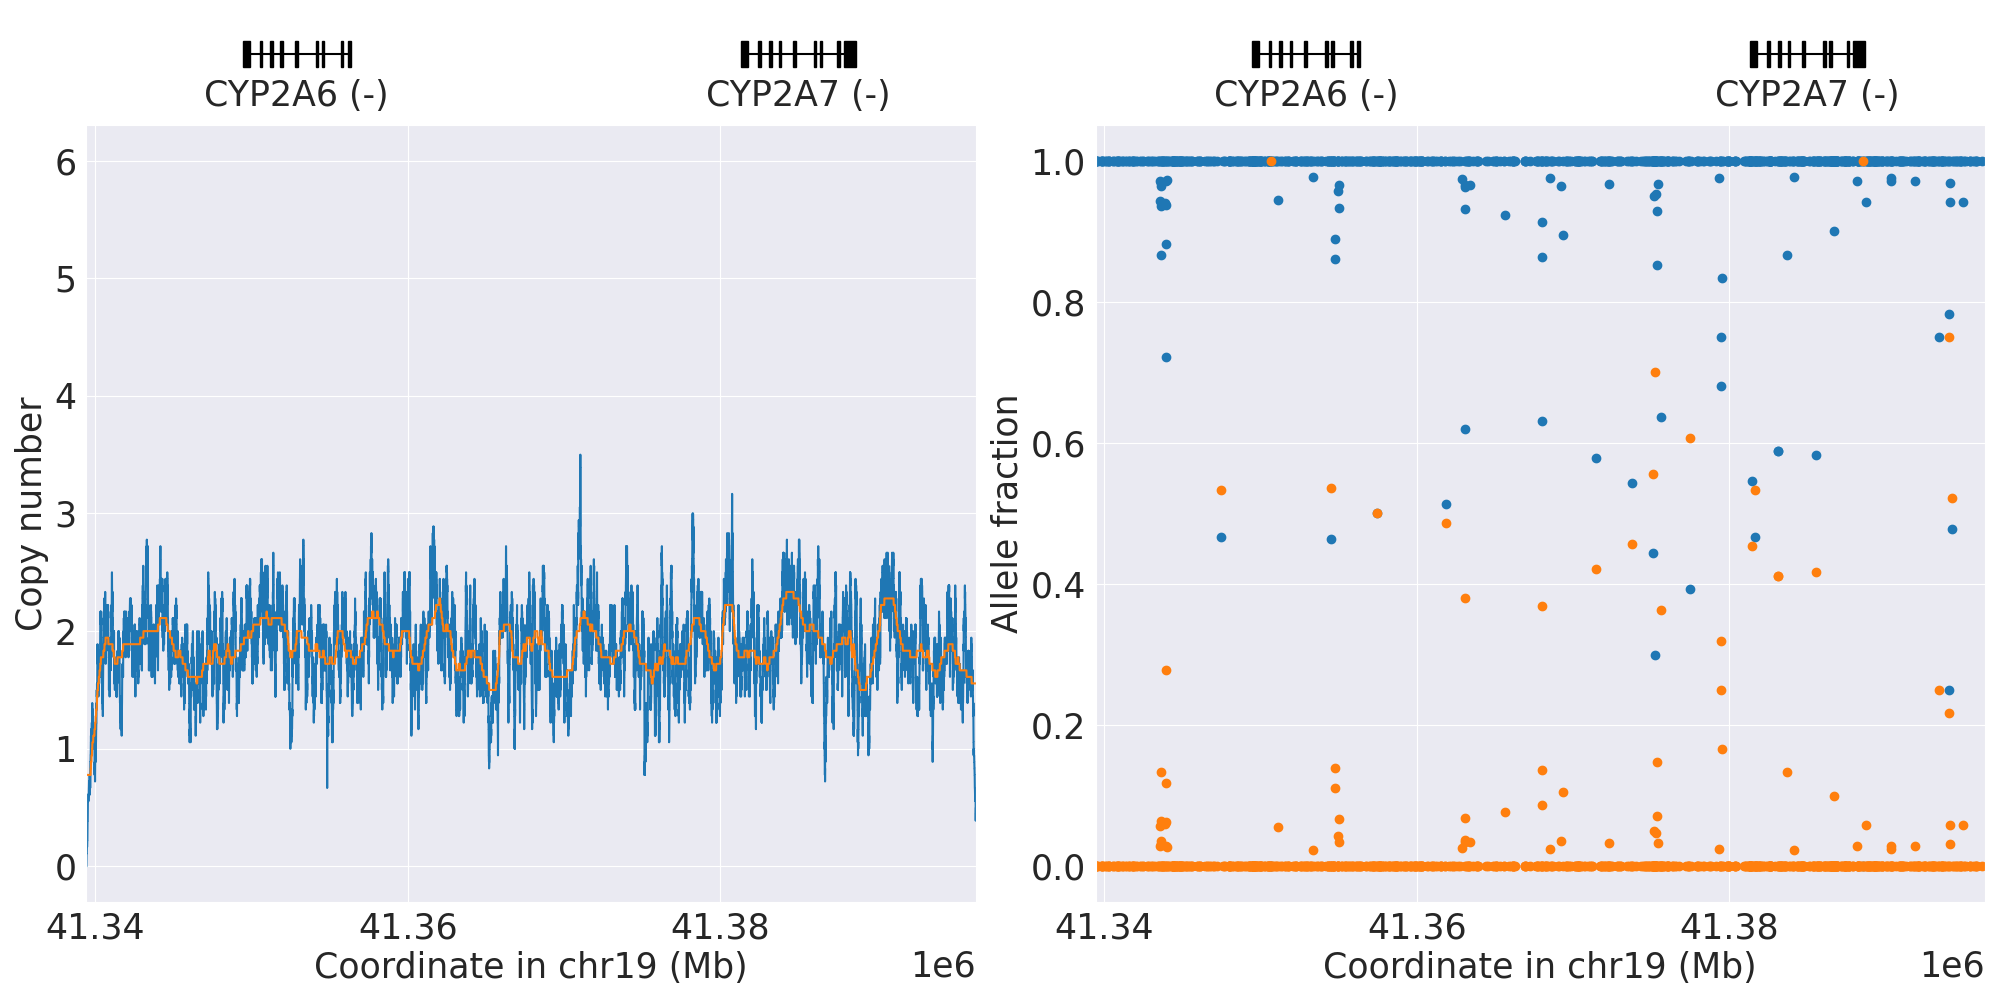 CYP2A6 (-) CYP2A7 (-)
6
5
4
3
2
1
0
Copy number
41.34 41.36 41.38
Coordinate in chr19 (Mb) 1e6
CYP2A6 (-) CYP2A7 (-)
1.0
0.8
0.6
0.4
0.2
0.0
Allele fraction
41.34 41.36 41.38
Coordinate in chr19 (Mb) 1e6